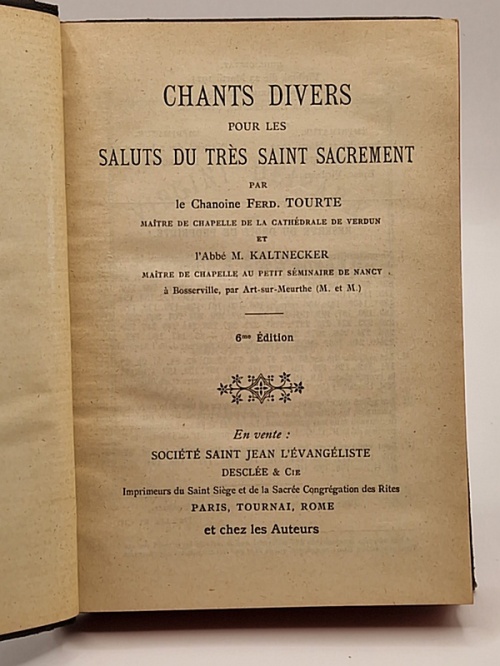 CHANTS DIVERS
POUR LES
SALUTS DU TRÈS SAINT SACREMENT
PAR
le Chanoine FERD. TOURTE
MAÎTRE DE CHAPELLE DE LA CATHÉDRALE DE VERDUN
ET
l'Abbé M. KALTNECKER
MAÎTRE DE CHAPELLE AU PETIT SÉMINAIRE DE NANCY
à Bosserville, par Art-sur-Meurthe (M. et M.)
6me Édition
En vente :
SOCIÉTÉ SAINT JEAN L'ÉVANGÉLISTE
DESCLÉE & CIE
Imprimeurs du Saint Siège et de la Sacrée Congrégation des Rites
PARIS, TOURNAI, ROME
et chez les Auteurs